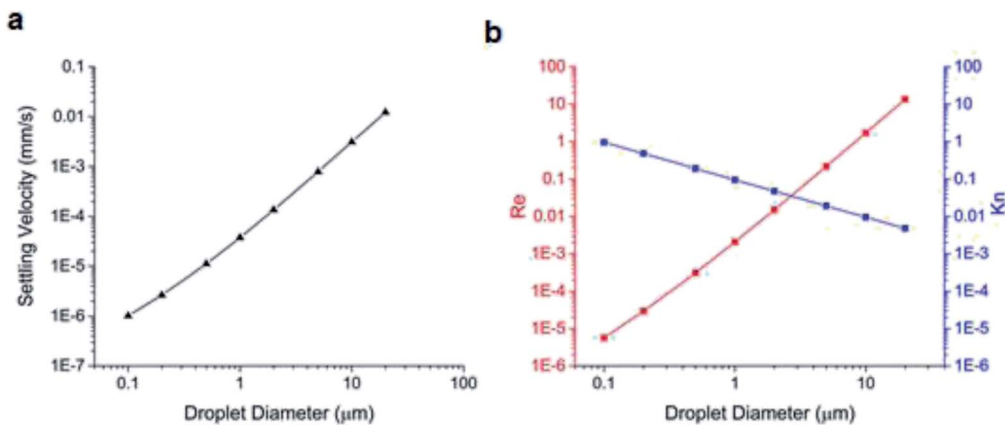 a
b
0.1
0.01
1E-3
1E-4
1E-5
1E-6
1E-7
Settling Velocity (mm/s)
0.1
1
10
100
Droplet Diameter (μm)
100
10
1
0.1
0.01
1E-3
1E-4
1E-5
1E-6
Re
0.1
1
10
Droplet Diameter (μm)
100
10
1
0.1
0.01
1E-3
1E-4
1E-5
1E-6
Kn